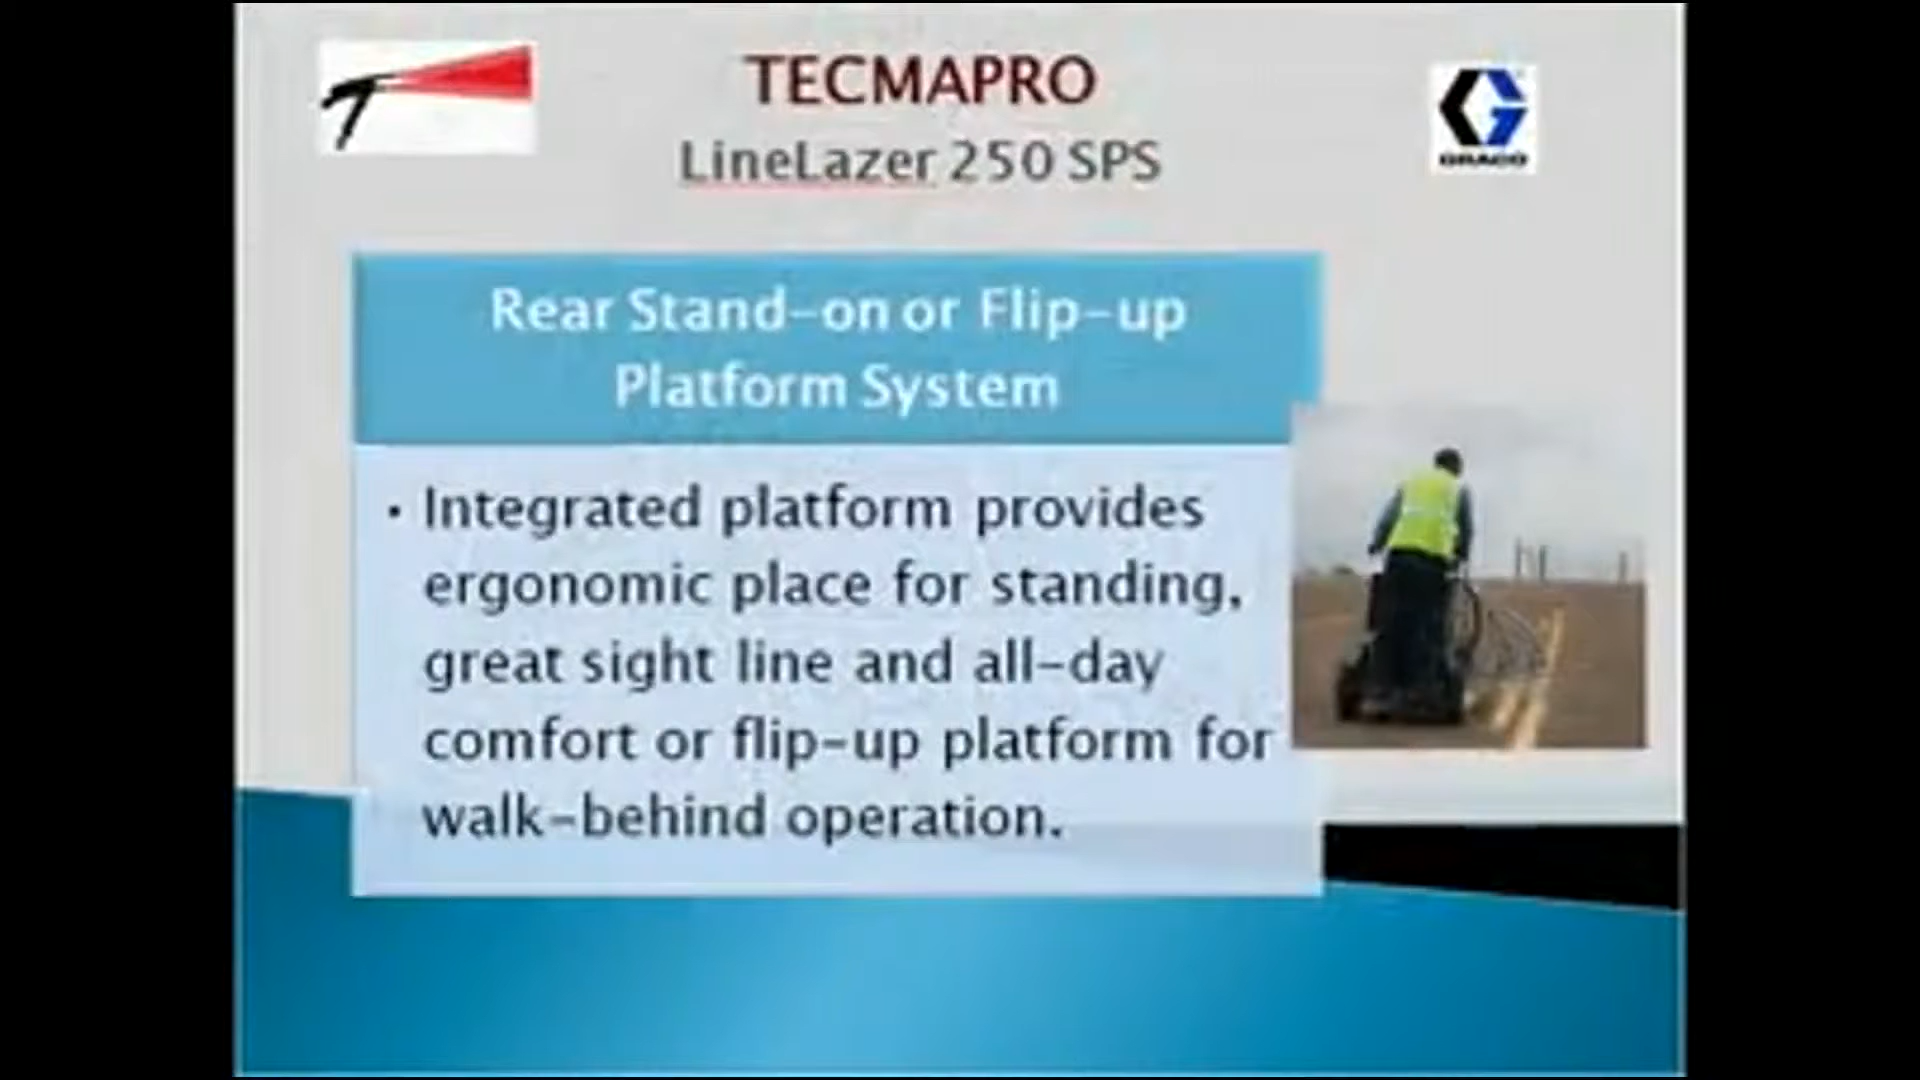 TECMAPRO
LineLazer 250 SPS
GRACO
Rear Stand-on or Flip-up
Platform System
• Integrated platform provides
ergonomic place for standing,
great sight line and all-day
comfort or flip-up platform for
walk-behind operation.